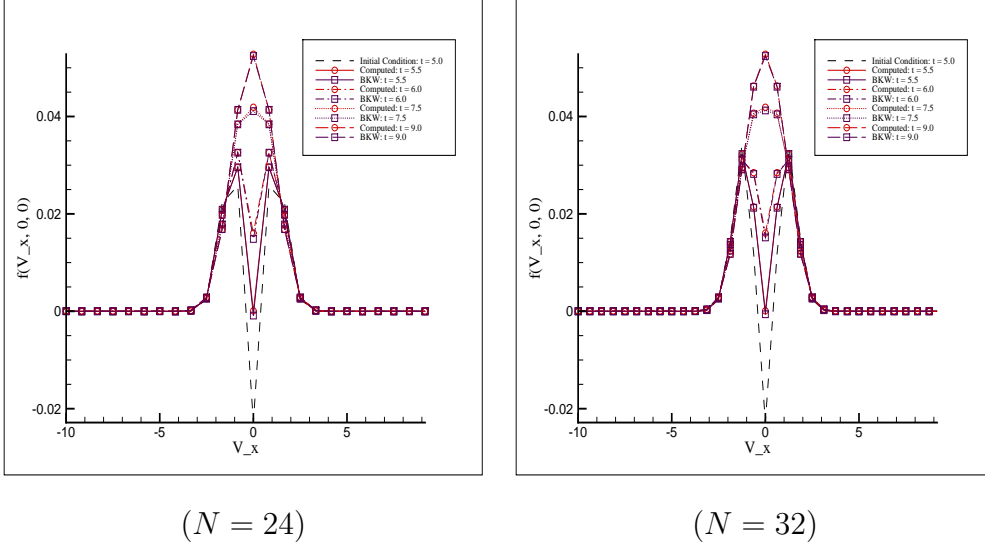 Initial Condition: t = 5.0
Computed: t = 5.5
BKW: t = 5.5
Computed: t = 6.0
BKW: t = 6.0
Computed: t = 7.5
BKW: t = 7.5
Computed: t = 9.0
BKW: t = 9.0
0.04
0.02
0
-0.02
f(V_x, 0, 0)
-10
-5
0
5
V_x
(N = 24)
Initial Condition: t = 5.0
Computed: t = 5.5
BKW: t = 5.5
Computed: t = 6.0
BKW: t = 6.0
Computed: t = 7.5
BKW: t = 7.5
Computed: t = 9.0
BKW: t = 9.0
0.04
0.02
0
-0.02
f(V_x, 0, 0)
-10
-5
0
5
V_x
(N = 32)